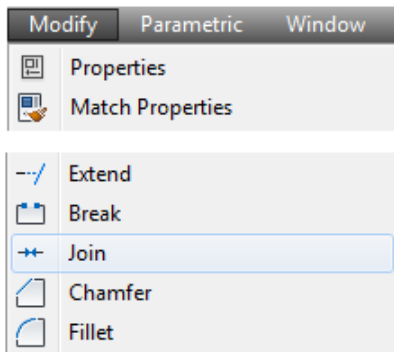 Modify Parametric Window
Properties
Match Properties
Extend
Break
Join
Chamfer
Fillet